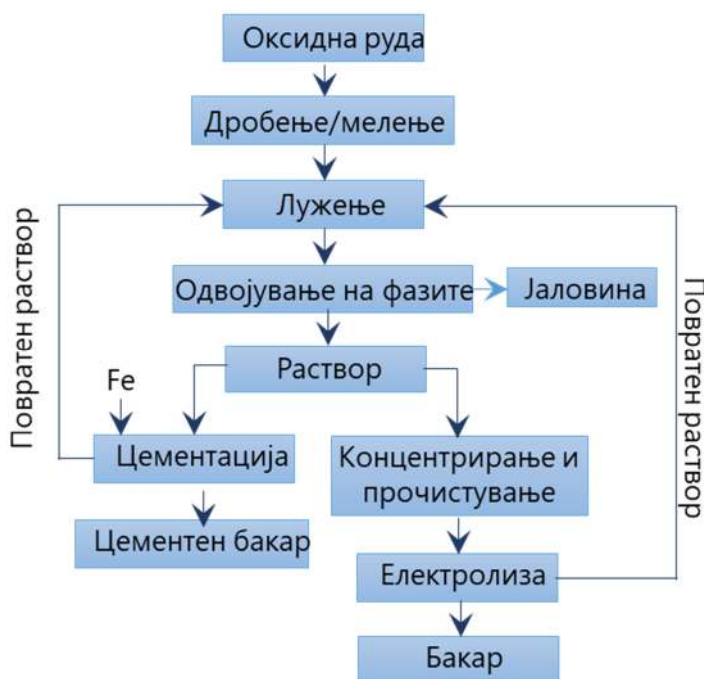 Оксидна руда
Дробење/мелење
Лужење
Одвојување на фазите
Јаловина
Раствор
Повратен раствор
Fe
Цементација
Цементен бакар
Концентрирање и
прочистување
Електролиза
Бакар
Повратен раствор